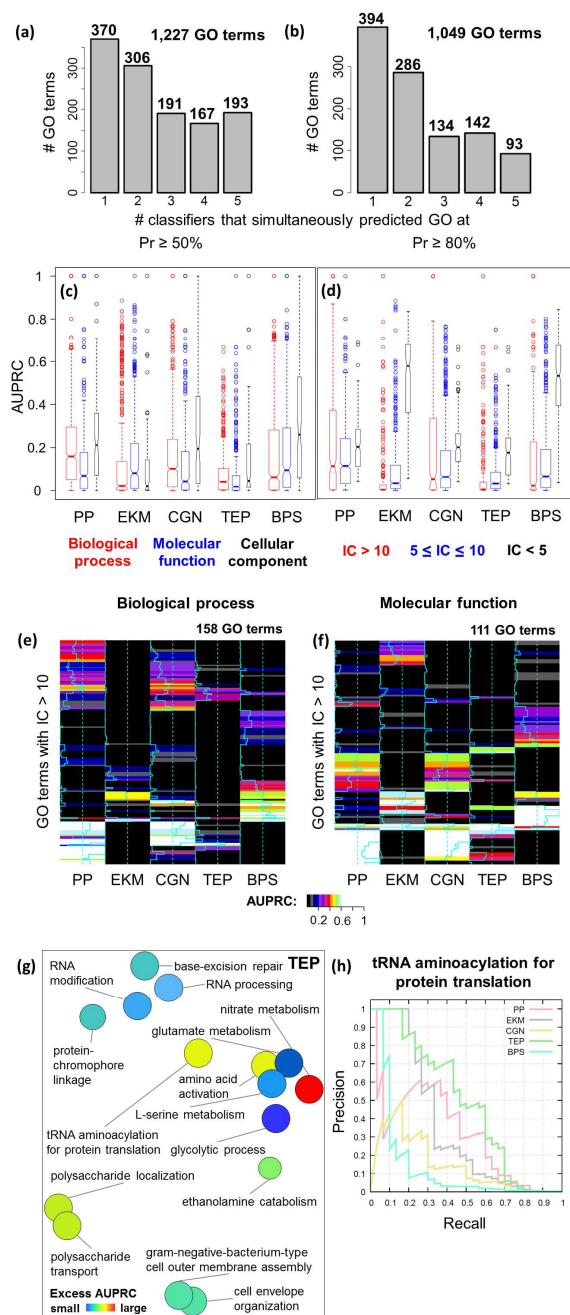 (a)
1,227 GO terms
370
306
191
167
193
# GO terms
0
100
200
300
1 2 3 4 5
(b)
1,049 GO terms
394
286
134
142
93
# GO terms
0
100
200
300
1 2 3 4 5
# classifiers that simultaneously predicted GO at
Pr ≥ 50% Pr ≥ 80%
(c)
(d)
AUPRC
1
0.8
0.6
0.4
0.2
0
PP EKM CGN TEP BPS
PP EKM CGN TEP BPS
Biological process
Molecular function
Cellular component
IC > 10 5 ≤ IC ≤ 10 IC < 5
Biological process
Molecular function
(e)
158 GO terms
(f)
111 GO terms
GO terms with IC > 10
GO terms with IC > 10
PP EKM CGN TEP BPS
PP EKM CGN TEP BPS
AUPRC:
0.2 0.6 1
(g)
TEP
RNA modification
base-excision repair
RNA processing
nitrate metabolism
glutamate metabolism
protein-chromophore linkage
amino acid activation
L-serine metabolism
tRNA aminoacylation for protein translation
glycolytic process
polysaccharide localization
ethanolamine catabolism
polysaccharide transport
gram-negative-bacterium-type cell outer membrane assembly
cell envelope organization
Excess AUPRC
small large
(h)
tRNA aminoacylation for protein translation
PP
EKM
CGN
TEP
BPS
Precision
1
0.9
0.8
0.7
0.6
0.5
0.4
0.3
0.2
0.1
0
0 0.1 0.2 0.3 0.4 0.5 0.6 0.7 0.8 0.9 1
Recall